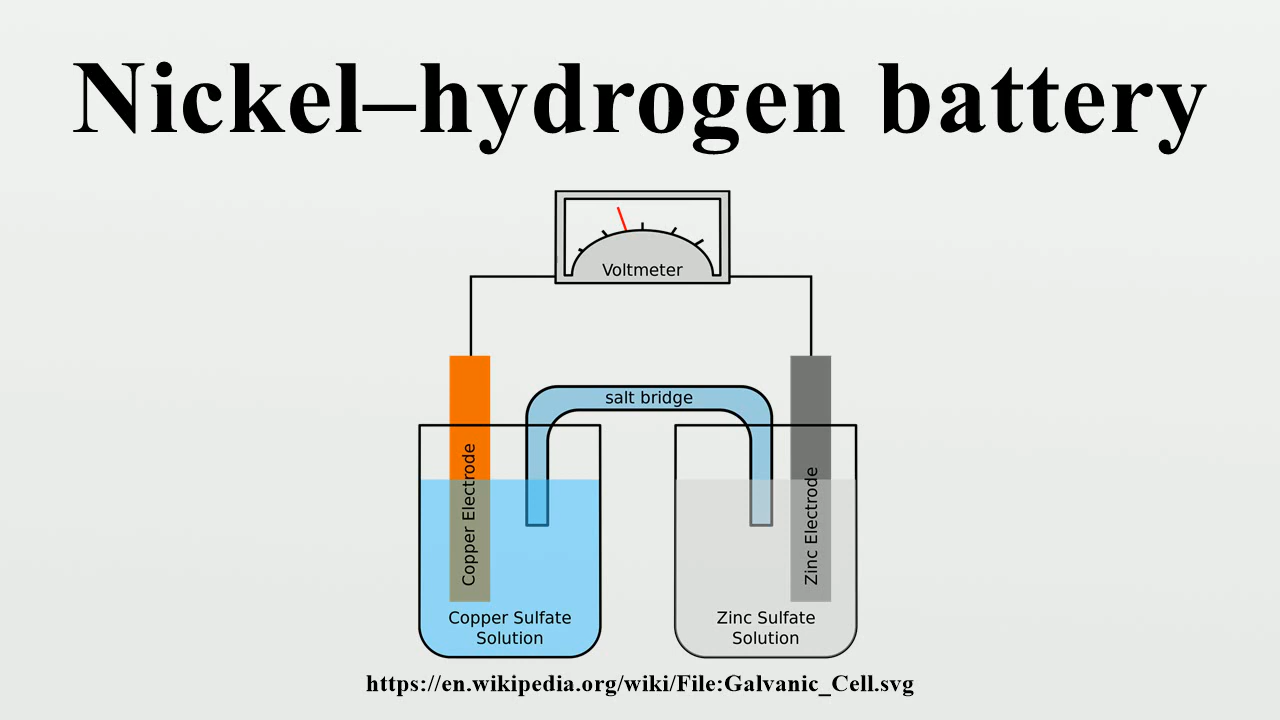 Nickel–hydrogen battery
Voltmeter
salt bridge
Copper Electrode
Zinc Electrode
Copper Sulfate
Solution
Zinc Sulfate
Solution
https://en.wikipedia.org/wiki/File:Galvanic_Cell.svg